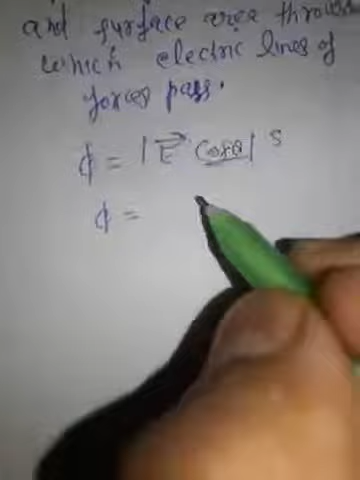 and surface area through
which electric lines of
forces pass.
ϕ = |E⃗ Cosθ| S
ϕ =